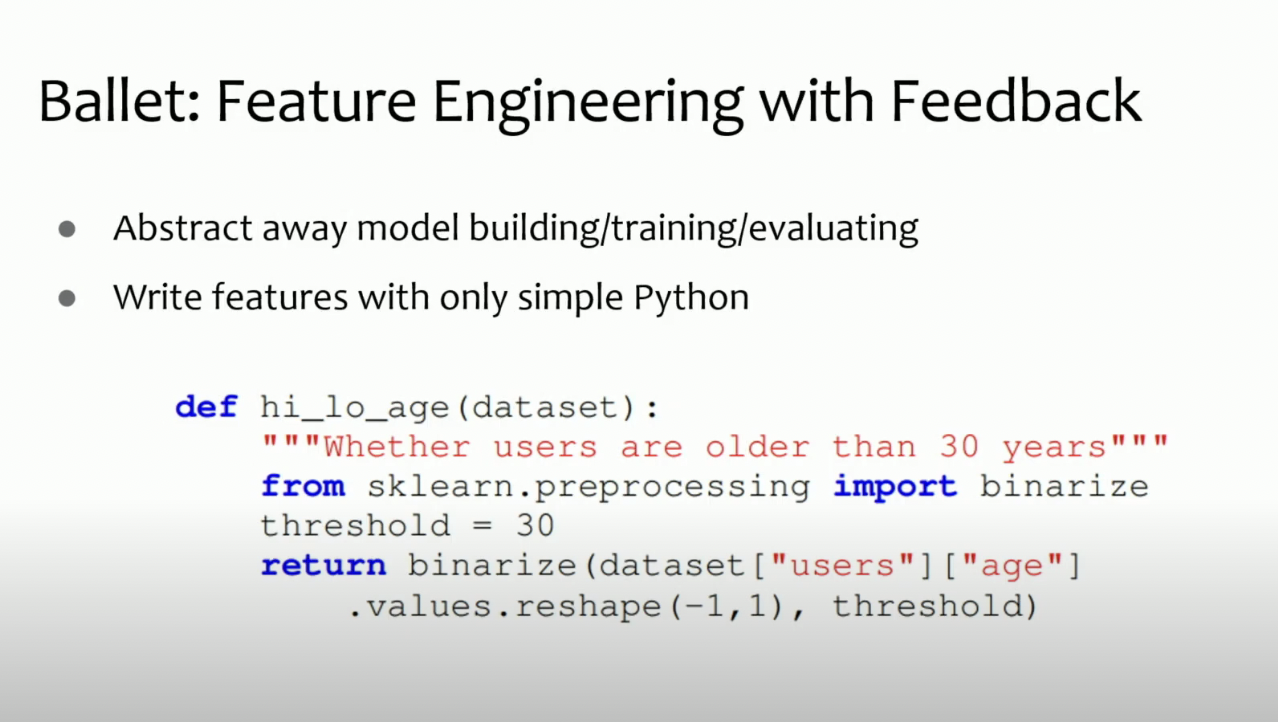 Ballet: Feature Engineering with Feedback
● Abstract away model building/training/evaluating
● Write features with only simple Python
def hi_lo_age(dataset):
    """Whether users are older than 30 years"""
    from sklearn.preprocessing import binarize
    threshold = 30
    return binarize(dataset["users"]["age"]
        .values.reshape(-1,1), threshold)